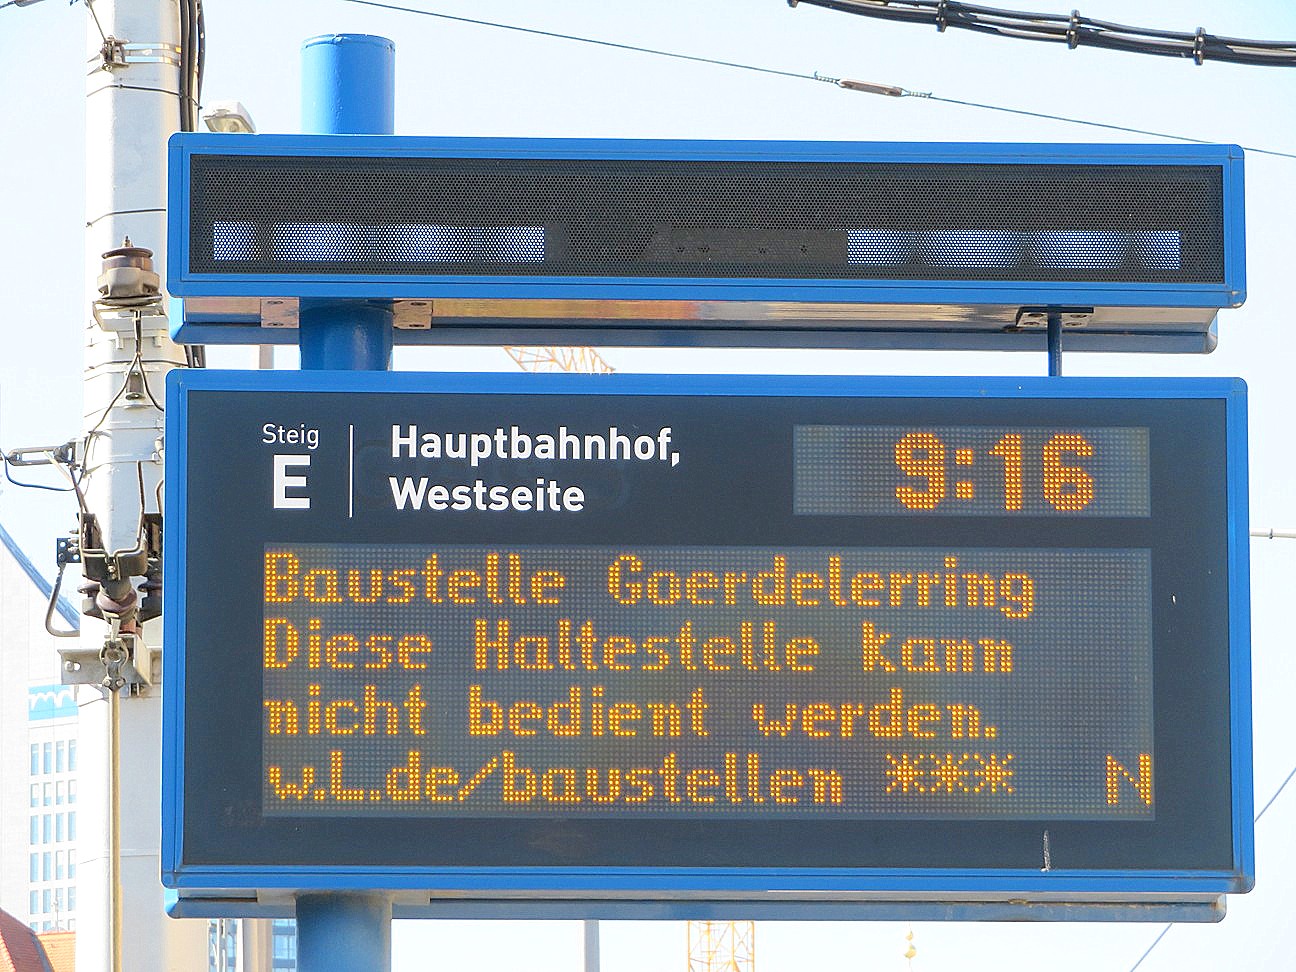 Steig
E
Hauptbahnhof,
Westseite
9:16
Baustelle Goerdelerring
Diese Haltestelle kann
nicht bedient werden.
w.L.de/baustellen ***  N